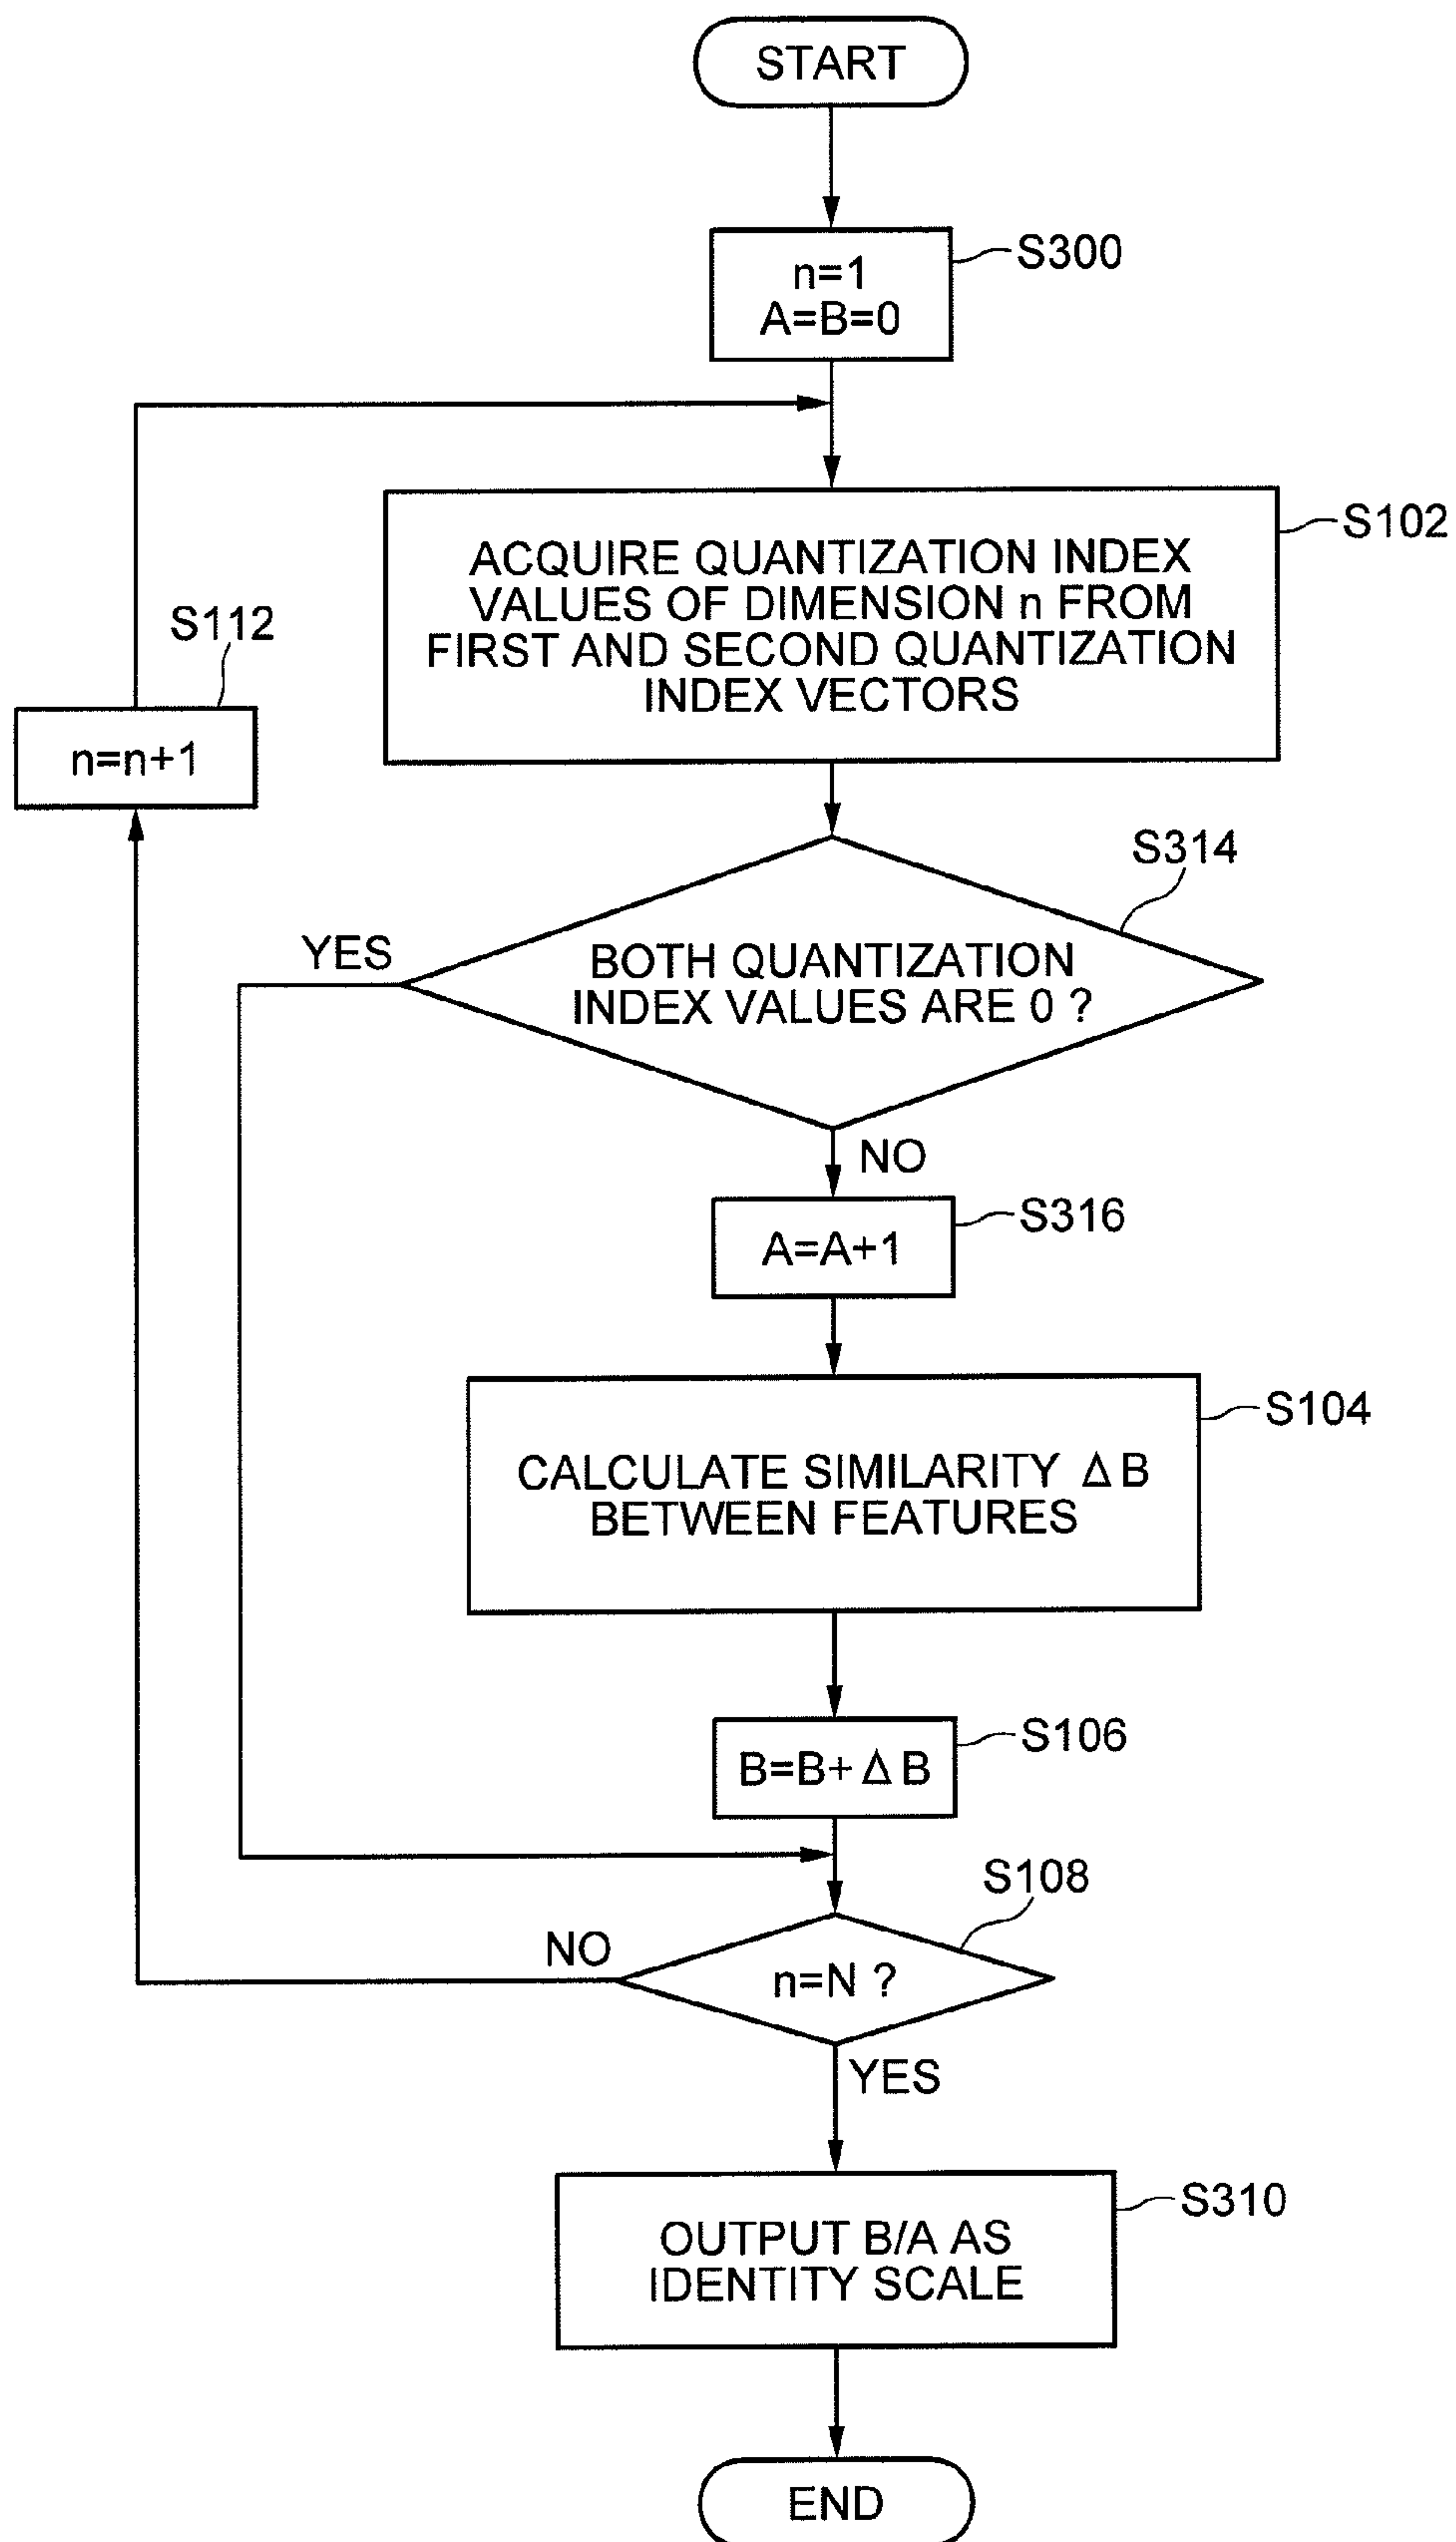 START
n=1
A=B=0
S300
ACQUIRE QUANTIZATION INDEX
VALUES OF DIMENSION n FROM
FIRST AND SECOND QUANTIZATION
INDEX VECTORS
S102
S112
n=n+1
S314
YES
BOTH QUANTIZATION
INDEX VALUES ARE 0 ?
NO
A=A+1
S316
CALCULATE SIMILARITY Δ B
BETWEEN FEATURES
S104
B=B+ Δ B
S106
S108
NO
n=N ?
YES
OUTPUT B/A AS
IDENTITY SCALE
S310
END